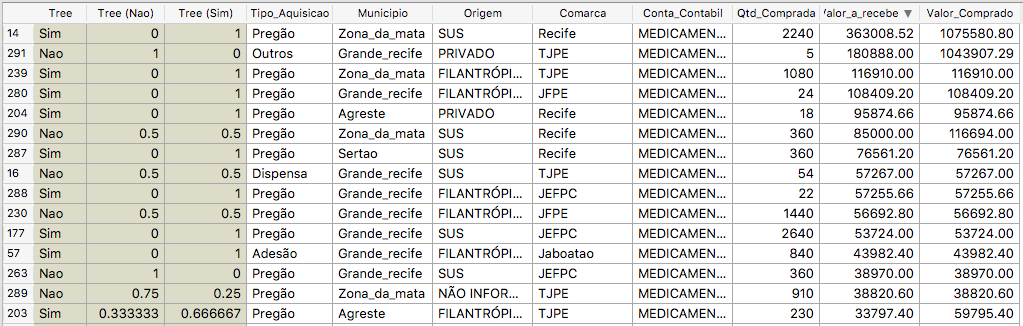 Tree Tree (Nao) Tree (Sim) Tipo_Aquisicao Municipio Origem Comarca Conta_Contabil Qtd_Comprada Valor_a_recebe ▼ Valor_Comprado
14 Sim 0 1 Pregão Zona_da_mata SUS Recife MEDICAMEN... 2240 363008.52 1075580.80
291 Nao 1 0 Outros Grande_recife PRIVADO TJPE MEDICAMEN... 5 180888.00 1043907.29
239 Sim 0 1 Pregão Zona_da_mata FILANTRÓPI... TJPE MEDICAMEN... 1080 116910.00 116910.00
280 Sim 0 1 Pregão Grande_recife FILANTRÓPI... JFPE MEDICAMEN... 24 108409.20 108409.20
204 Sim 0 1 Pregão Agreste PRIVADO Recife MEDICAMEN... 18 95874.66 95874.66
290 Nao 0.5 0.5 Pregão Zona_da_mata SUS Recife MEDICAMEN... 360 85000.00 116694.00
287 Sim 0 1 Pregão Sertao SUS Recife MEDICAMEN... 360 76561.20 76561.20
16 Nao 0.5 0.5 Dispensa Grande_recife SUS TJPE MEDICAMEN... 54 57267.00 57267.00
288 Sim 0 1 Pregão Grande_recife FILANTRÓPI... JEFPC MEDICAMEN... 22 57255.66 57255.66
230 Nao 0.5 0.5 Pregão Grande_recife FILANTRÓPI... JFPE MEDICAMEN... 1440 56692.80 56692.80
177 Sim 0 1 Pregão Grande_recife SUS JEFPC MEDICAMEN... 2640 53724.00 53724.00
57 Sim 0 1 Adesão Grande_recife FILANTRÓPI... Jaboatao MEDICAMEN... 840 43982.40 43982.40
263 Nao 1 0 Pregão Grande_recife SUS JEFPC MEDICAMEN... 360 38970.00 38970.00
289 Nao 0.75 0.25 Pregão Zona_da_mata NÃO INFOR... TJPE MEDICAMEN... 910 38820.60 38820.60
203 Sim 0.333333 0.666667 Pregão Agreste FILANTRÓPI... TJPE MEDICAMEN... 230 33797.40 59795.40